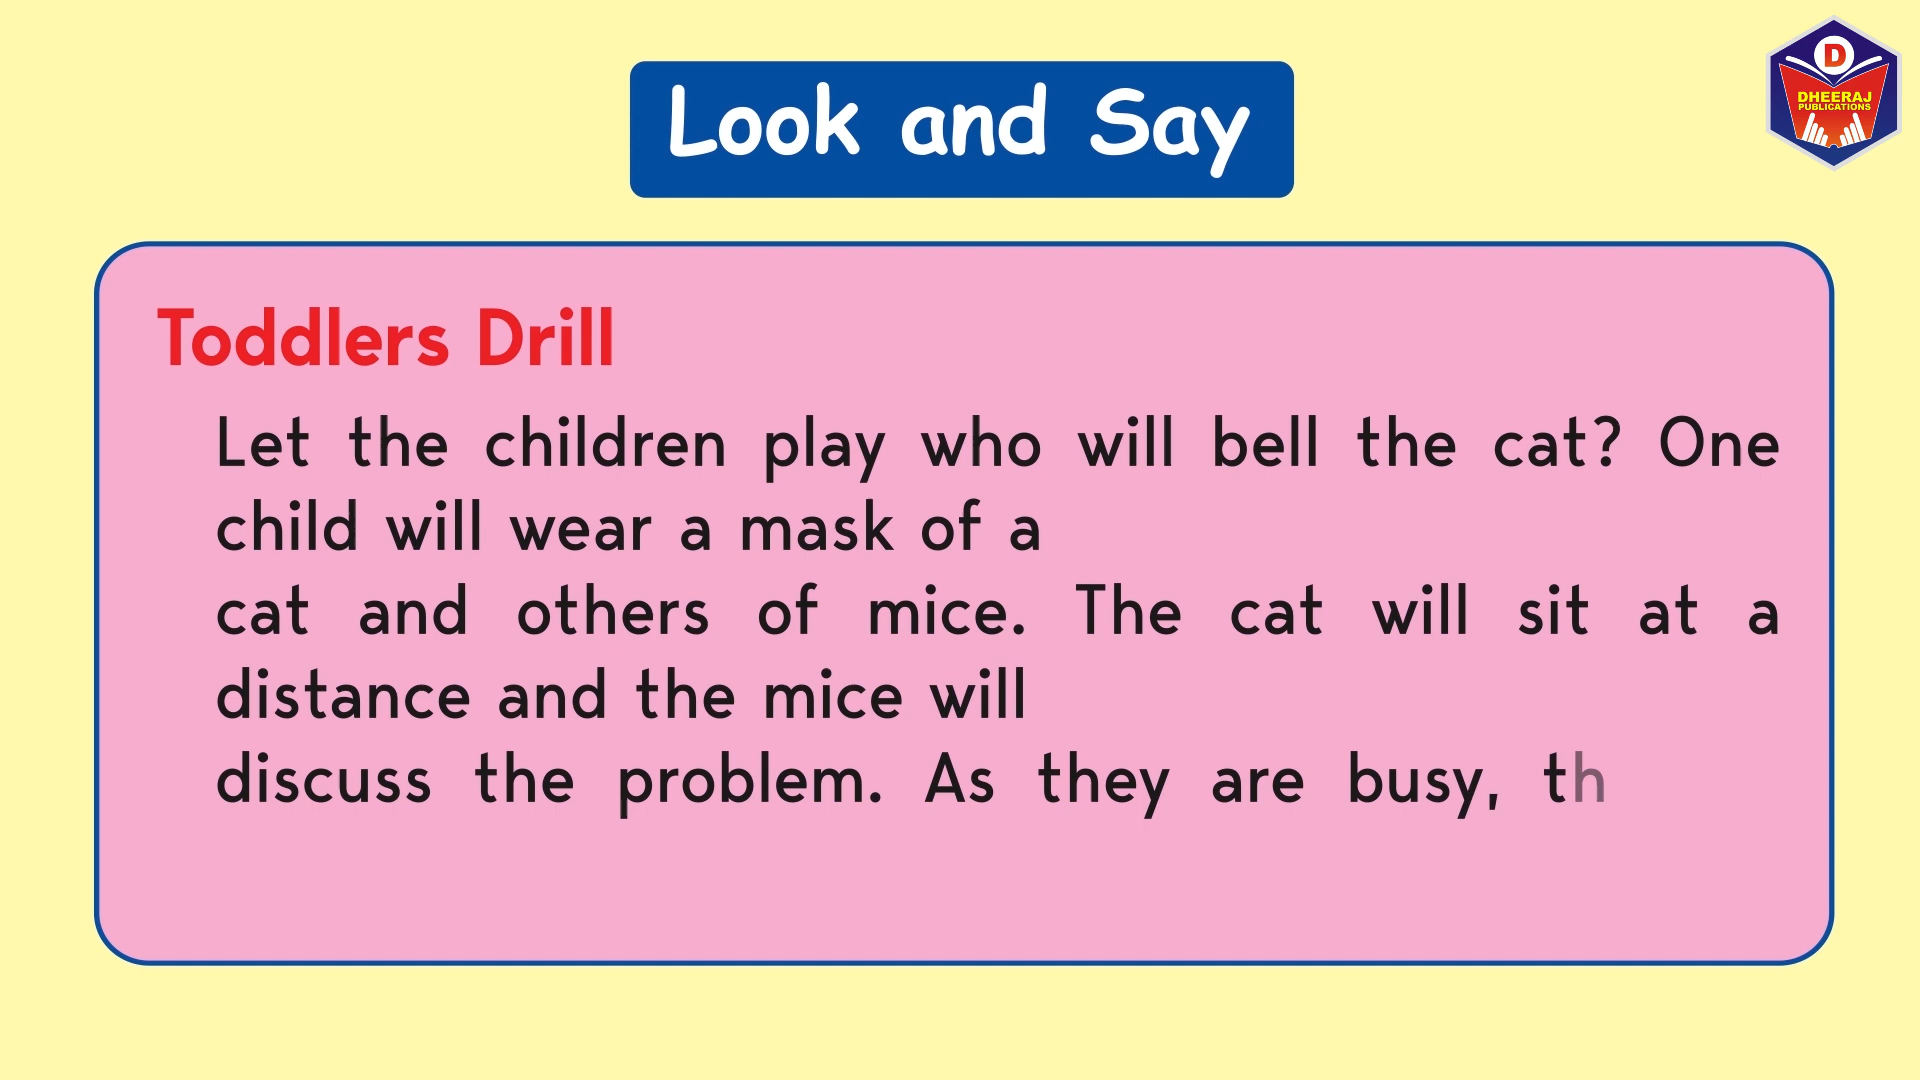 D
DHEERAJ
PUBLICATIONS
Look and Say
Toddlers Drill
Let the children play who will bell the cat? One
child will wear a mask of a
cat and others of mice. The cat will sit at a
distance and the mice will
discuss the problem. As they are busy, th